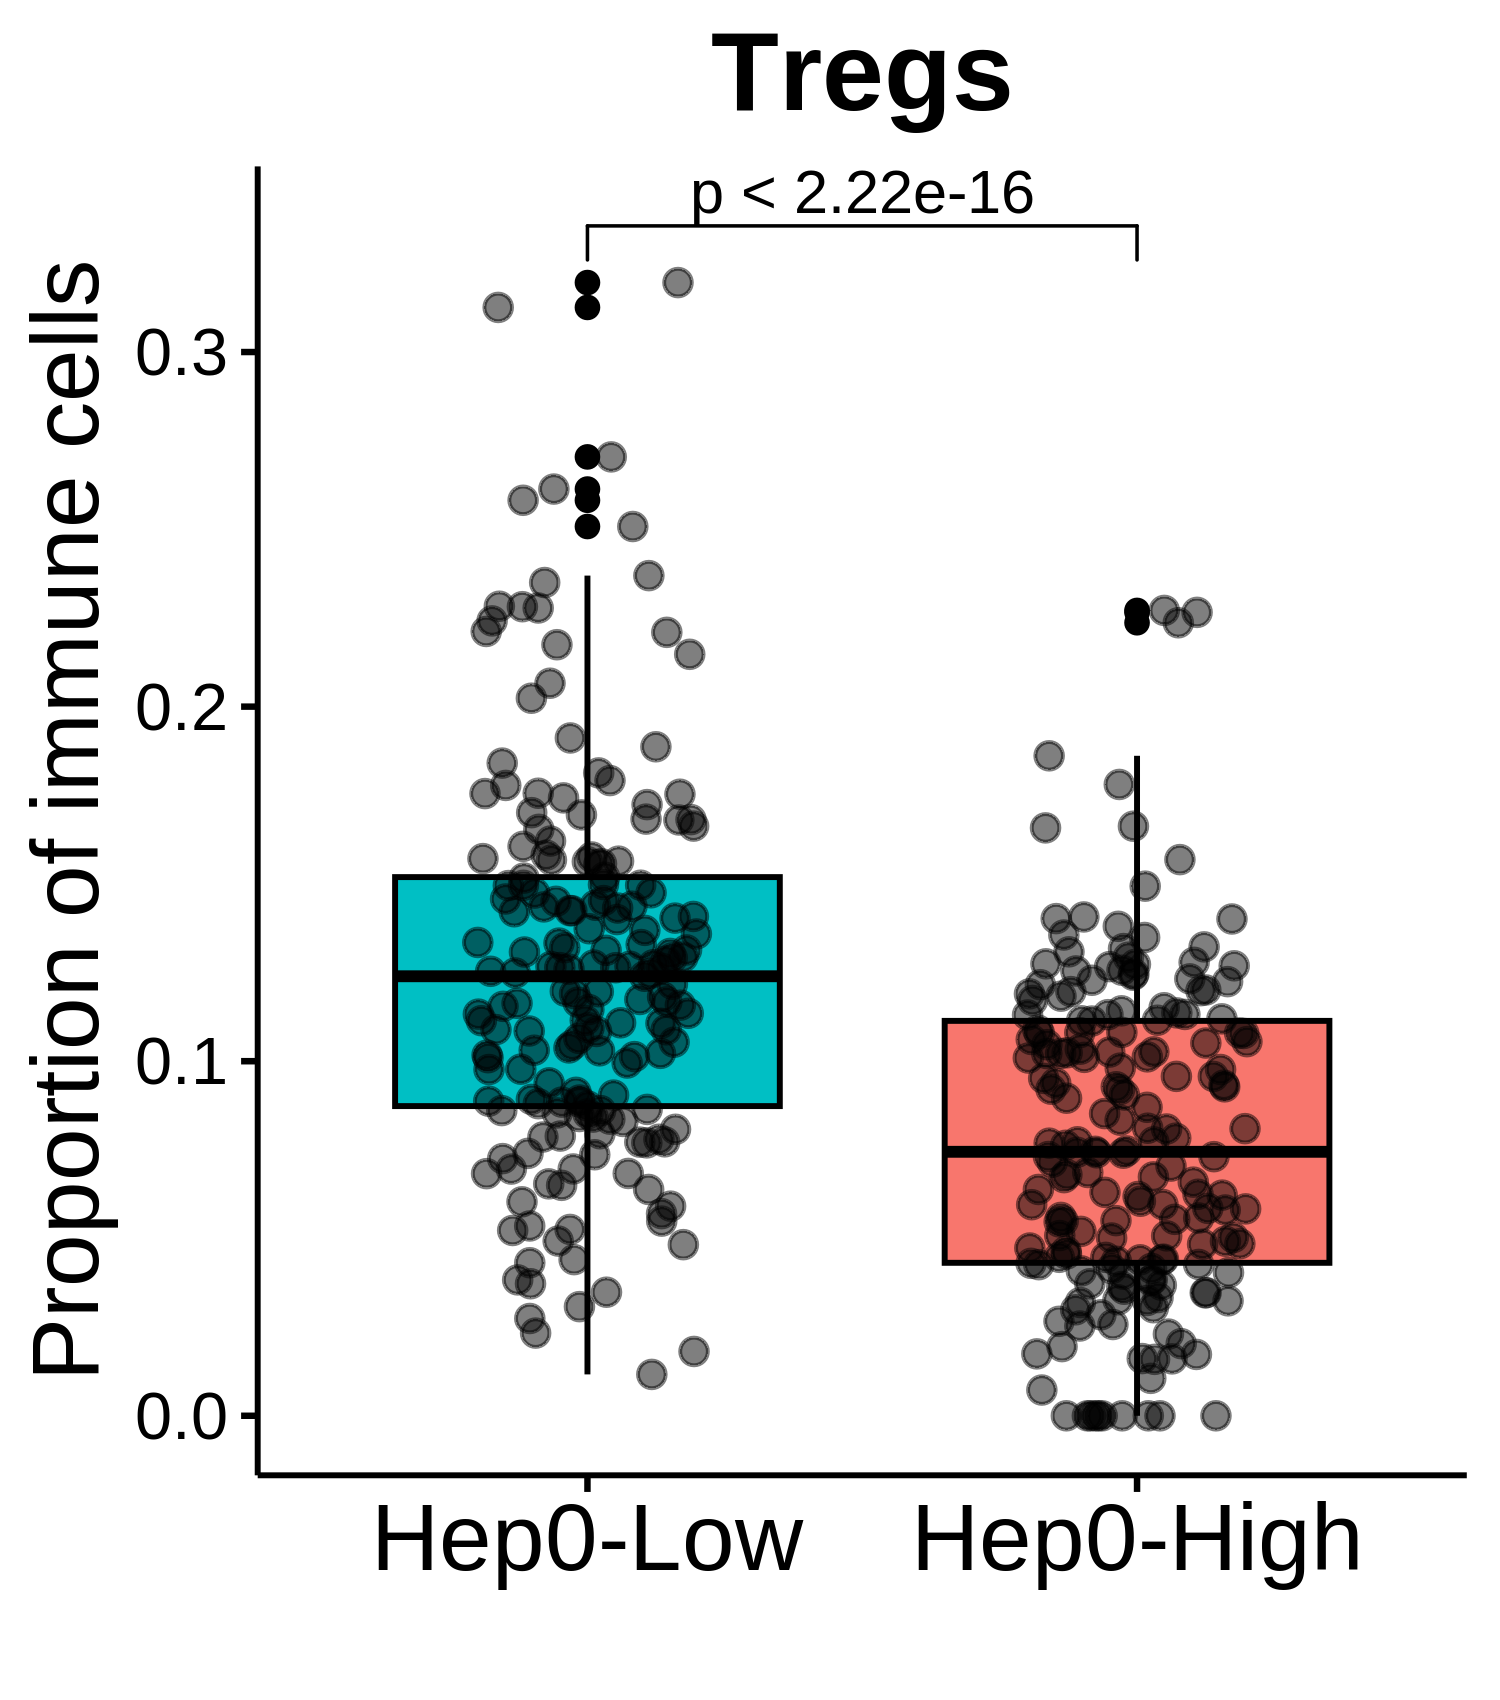 Tregs
p < 2.22e-16
Proportion of immune cells
0.3
0.2
0.1
0.0
Hep0-Low
Hep0-High